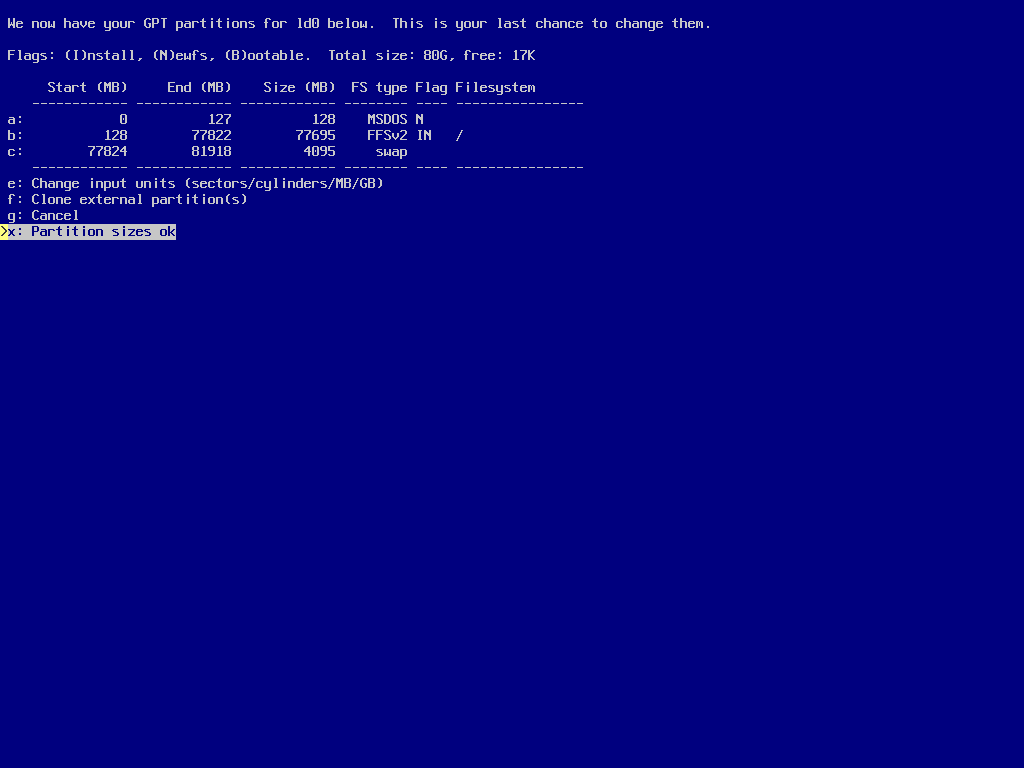 We now have your GPT partitions for ld0 below.  This is your last chance to change them.
Flags: (I)nstall, (N)ewfs, (B)ootable.  Total size: 80G, free: 17K
     Start (MB)     End (MB)    Size (MB)  FS type Flag Filesystem
   ------------ ------------ ------------ -------- ---- ----------------
a:            0          127          128    MSDOS N
b:          128        77822        77695    FFSv2 IN   /
c:        77824        81918         4095     swap
   ------------ ------------ ------------ -------- ---- ----------------
e: Change input units (sectors/cylinders/MB/GB)
f: Clone external partition(s)
g: Cancel
>x: Partition sizes ok